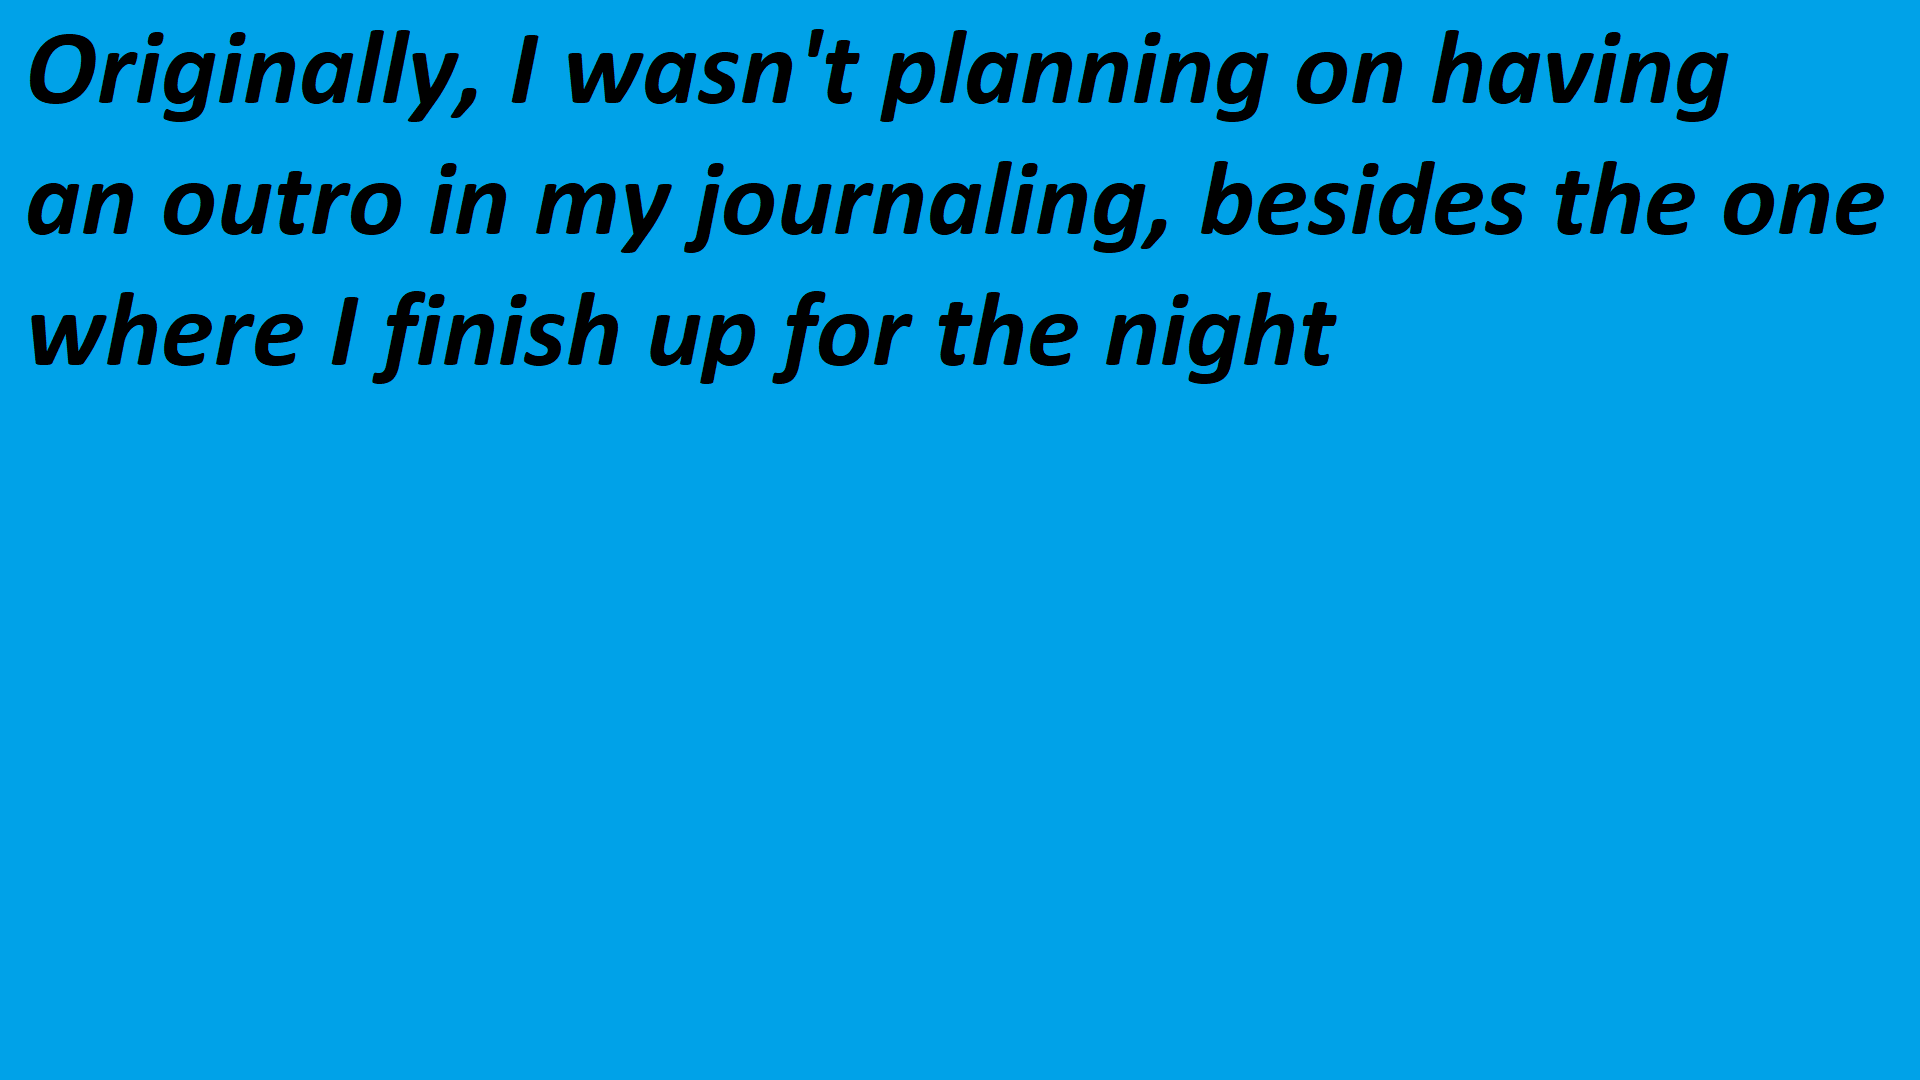 Originally, I wasn't planning on having
an outro in my journaling, besides the one
where I finish up for the night